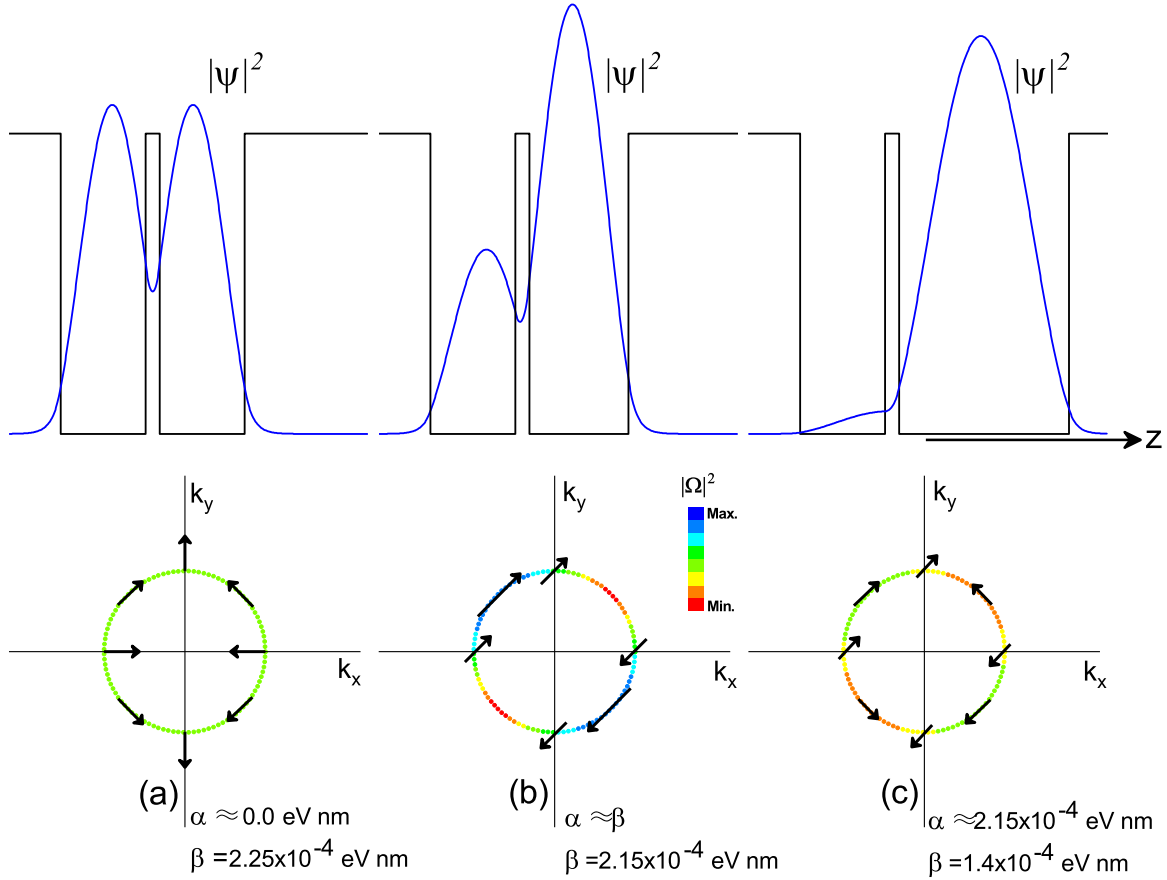 |ψ|²
|ψ|²
|ψ|²
z
k_y
k_x
(a)
α ≈ 0.0 eV nm
β =2.25x10⁻⁴ eV nm
k_y
|Ω|²
Max.
Min.
k_x
(b)
α ≈β
β =2.15x10⁻⁴ eV nm
k_y
k_x
(c)
α ≈2.15x10⁻⁴ eV nm
β =1.4x10⁻⁴ eV nm